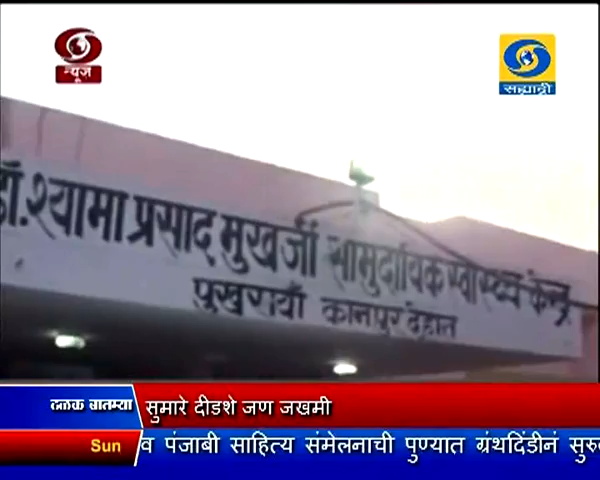 न्यूज
सह्याद्री
डॉ. श्यामा प्रसाद मुखर्जी सामुदायिक स्वास्थ्य केन्द्र
पुखरायाँ कानपुर देहात
ठळक बातम्या
सुमारे दीडशे जण जखमी
Sun
व पंजाबी साहित्य संमेलनाची पुण्यात ग्रंथदिंडीनं सुरु